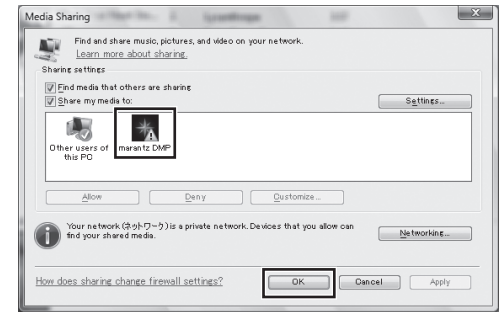 Media Sharing
Find and share music, pictures, and video on your network.
Learn more about sharing.
Sharing settings
Find media that others are sharing
Share my media to:
Settings...
Other users of
this PC
marantz DMP
Allow
Deny
Customize...
Your network (ネットワーク) is a private network. Devices that you allow can
find your shared media.
Networking...
How does sharing change firewall settings?
OK
Cancel
Apply